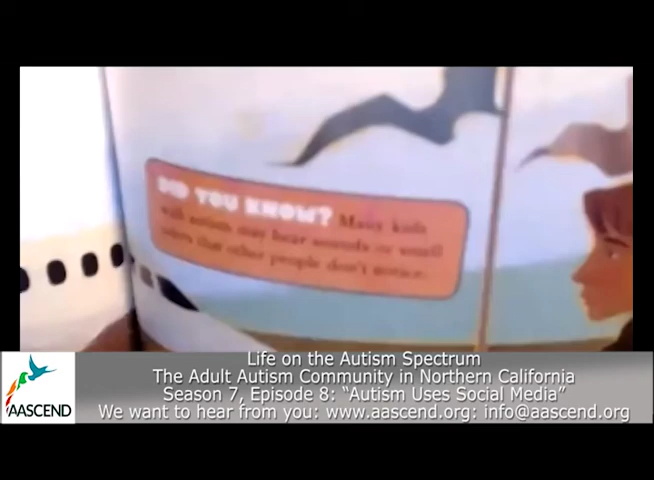 DID YOU KNOW? Many kids
with autism may hear sounds or smell
odors that other people don't notice.
Life on the Autism Spectrum
The Adult Autism Community in Northern California
Season 7, Episode 8: “Autism Uses Social Media”
We want to hear from you: www.aascend.org: info@aascend.org
AASCEND